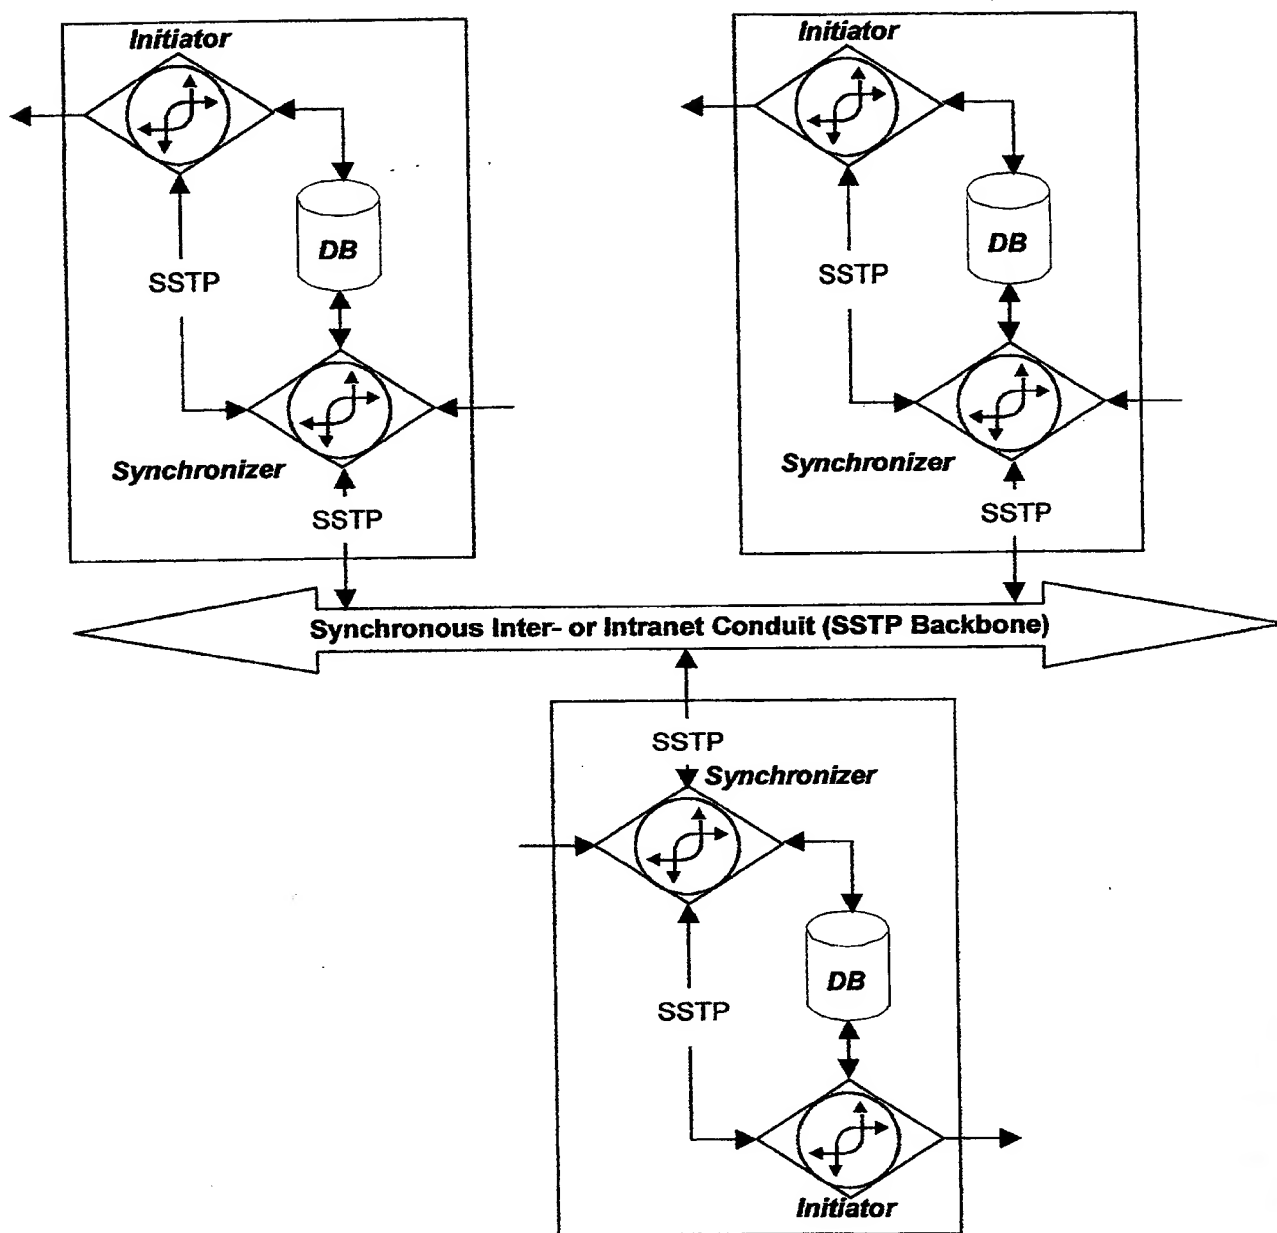 Initiator
DB
SSTP
Synchronizer
SSTP
Initiator
DB
SSTP
Synchronizer
SSTP
Synchronous Inter- or Intranet Conduit (SSTP Backbone)
SSTP
Synchronizer
DB
SSTP
Initiator